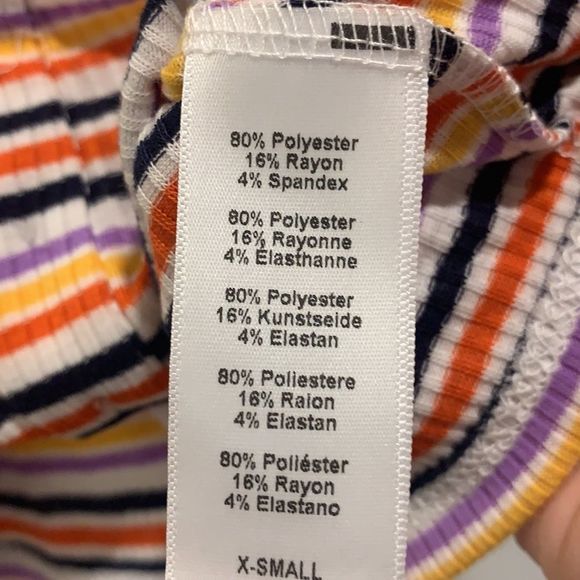 80% Polyester
16% Rayon
4% Spandex
80% Polyester
16% Rayonne
4% Elasthanne
80% Polyester
16% Kunstseide
4% Elastan
80% Poliestere
16% Raion
4% Elastan
80% Poliéster
16% Rayon
4% Elastano
X-SMALL